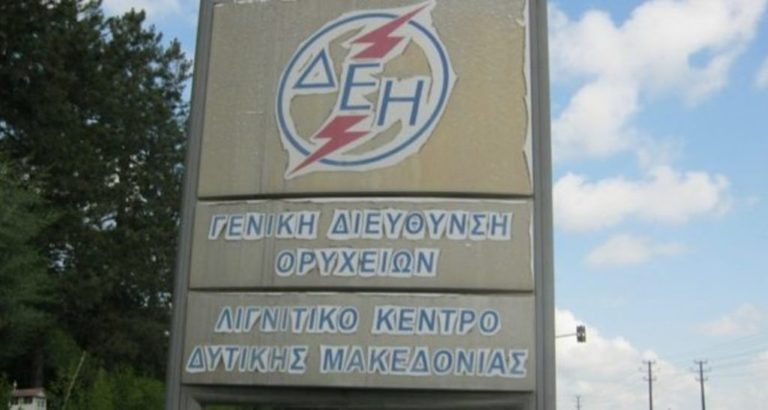 ΔΕΗ
ΓΕΝΙΚΗ ΔΙΕΥΘΥΝΣΗ
ΟΡΥΧΕΙΩΝ
ΛΙΓΝΙΤΙΚΟ ΚΕΝΤΡΟ
ΔΥΤΙΚΗΣ ΜΑΚΕΔΟΝΙΑΣ